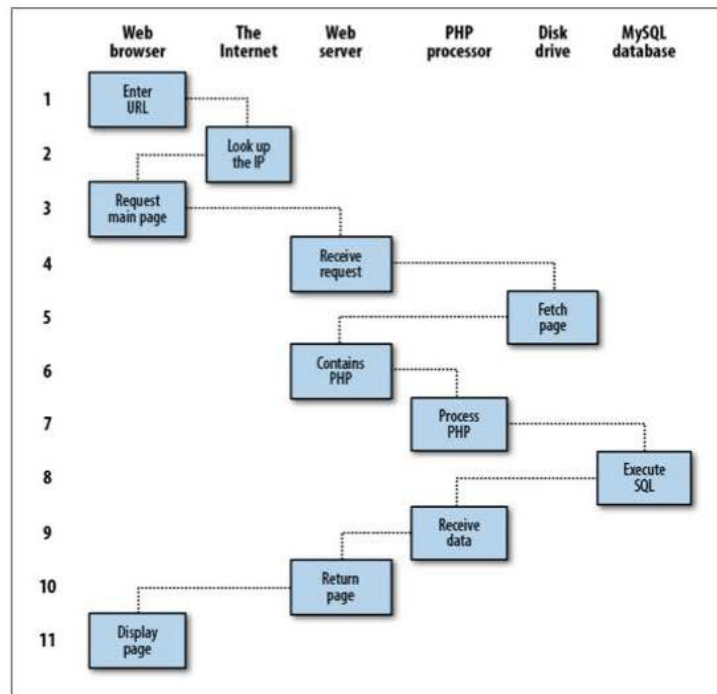 Web The Web PHP Disk MySQL
browser Internet server processor drive database
1
Enter
URL
2
Look up
the IP
3
Request
main page
4
Receive
request
5
Fetch
page
6
Contains
PHP
7
Process
PHP
8
Execute
SQL
9
Receive
data
10
Return
page
11
Display
page